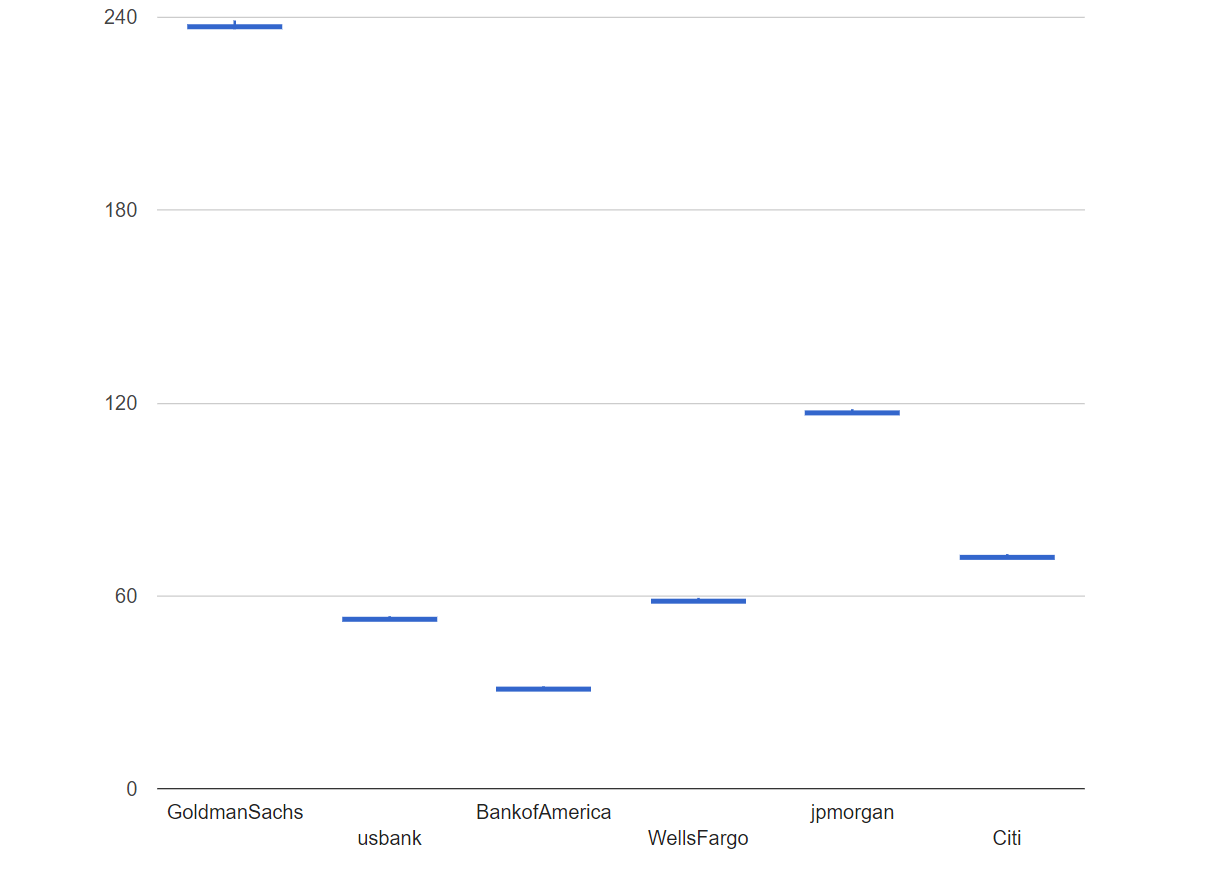 240
180
120
60
0
GoldmanSachs
usbank
BankofAmerica
WellsFargo
jpmorgan
Citi